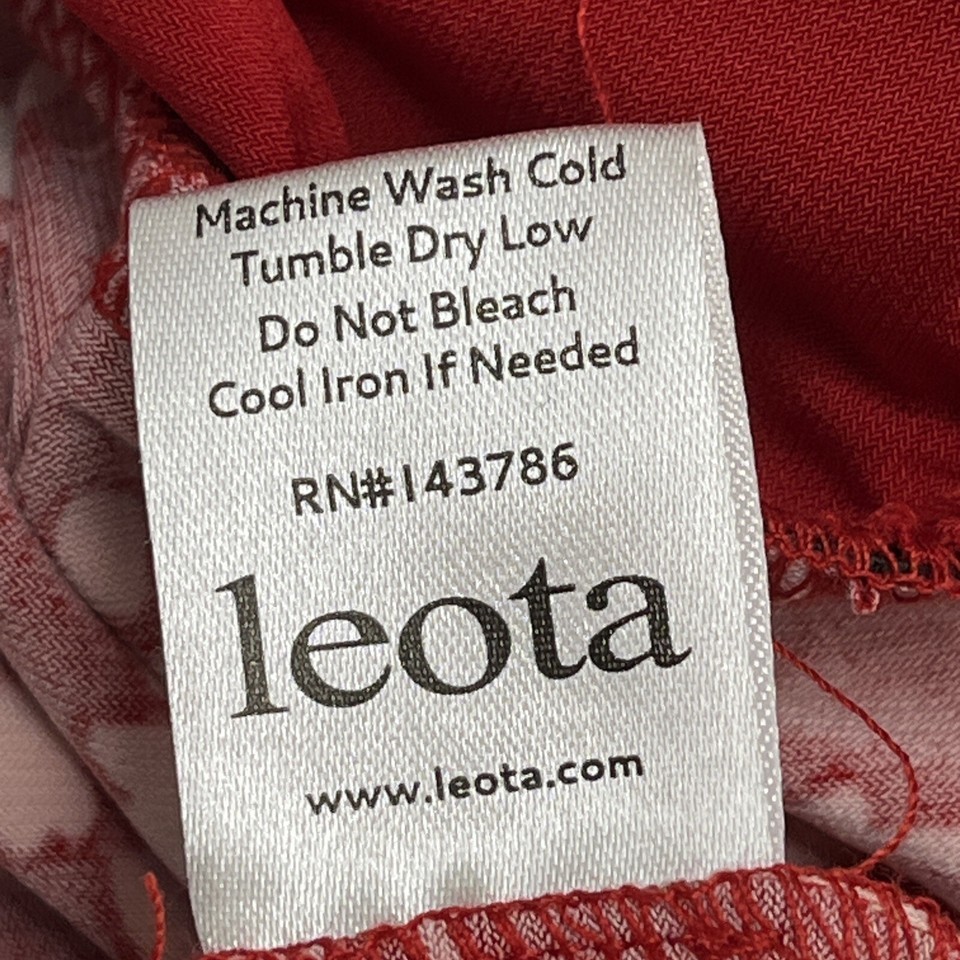 Machine Wash Cold
Tumble Dry Low
Do Not Bleach
Cool Iron If Needed
RN#143786
leota
www.leota.com